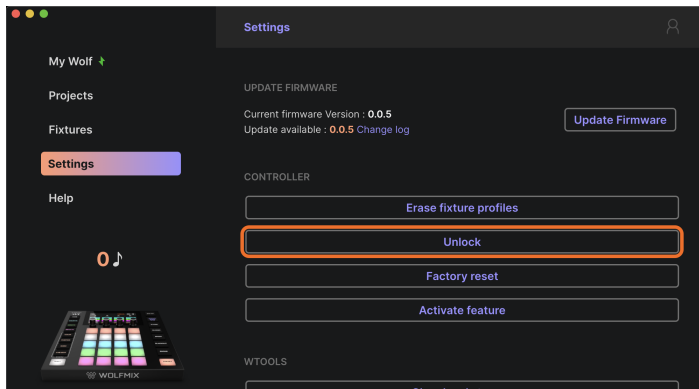 Settings
My Wolf
Projects
Fixtures
Settings
Help
0
WOLFMIX
UPDATE FIRMWARE
Current firmware Version : 0.0.5
Update available : 0.0.5 Change log
Update Firmware
CONTROLLER
Erase fixture profiles
Unlock
Factory reset
Activate feature
WTOOLS